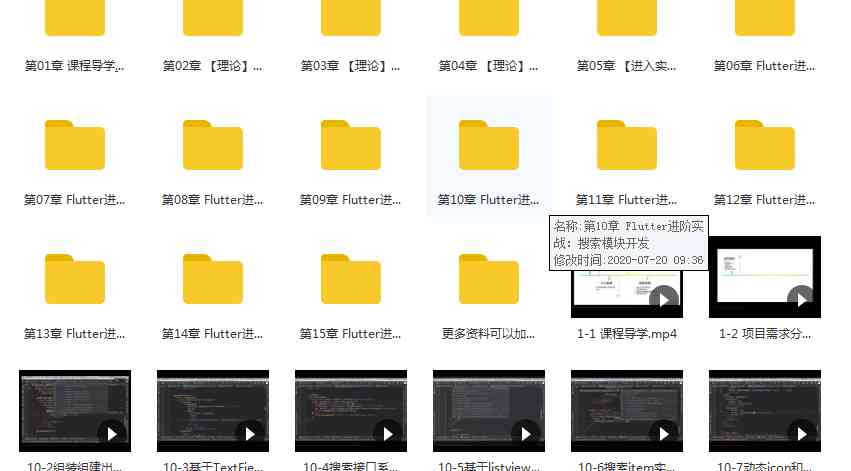 第01章 课程导学,...
第02章 【理论】...
第03章 【理论】...
第04章 【理论】...
第05章 【进入实...
第06章 Flutter进...
第07章 Flutter进...
第08章 Flutter进...
第09章 Flutter进...
第10章 Flutter进...
第11章 Flutter进...
第12章 Flutter进...
名称:第10章 Flutter进阶实
战：搜索模块开发
修改时间:2020-07-20 09:36
第13章 Flutter进...
第14章 Flutter进...
第15章 Flutter进...
更多资料可以加...
1-1 课程导学.mp4
1-2 项目需求分...
10-2组装组建出...
10-3基于TextFie...
10-4搜索接口系...
10-5基于listview...
10-6搜索item实...
10-7动态icon和...